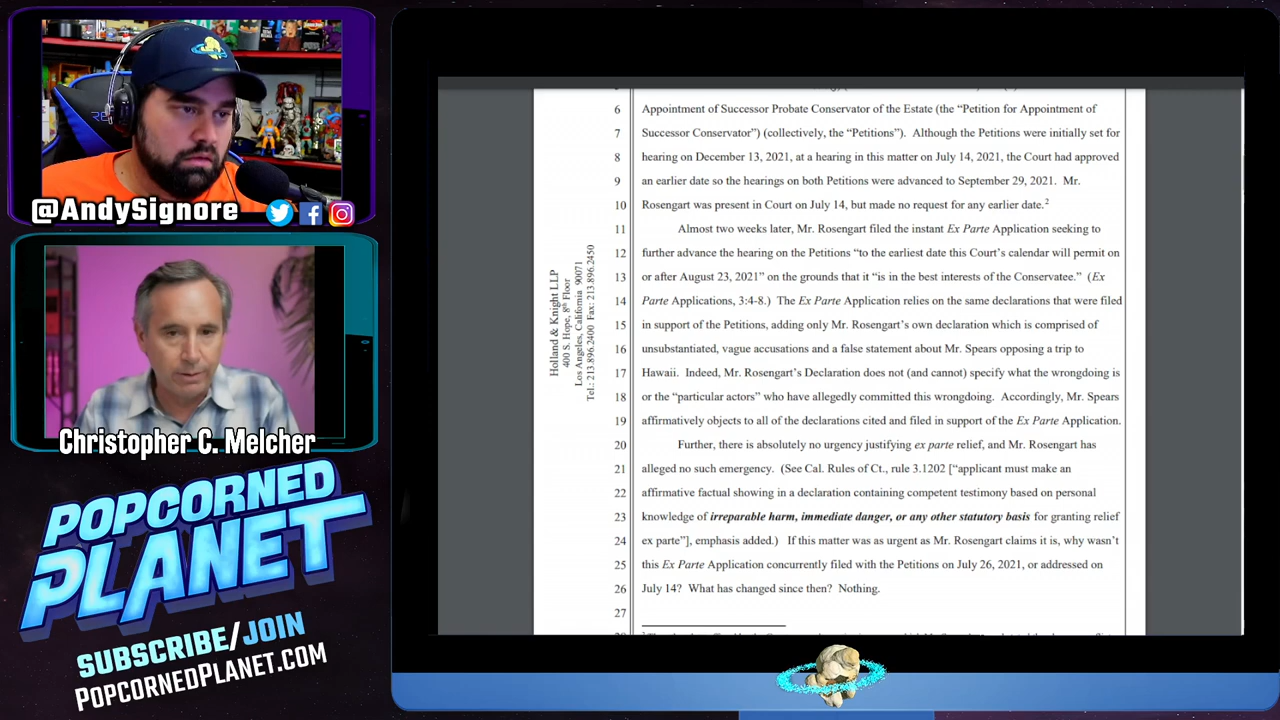 @AndySignore
Christopher C. Melcher
POPCORNED
PLANET
SUBSCRIBE/JOIN
POPCORNEDPLANET.COM
Holland & Knight LLP
400 S. Hope, 8th Floor
Los Angeles, California 90071
Tel.: 213.896.2400 Fax: 213.896.2450
6 Appointment of Successor Probate Conservator of the Estate (the “Petition for Appointment of
7 Successor Conservator”) (collectively, the “Petitions”). Although the Petitions were initially set for
8 hearing on December 13, 2021, at a hearing in this matter on July 14, 2021, the Court had approved
9 an earlier date so the hearings on both Petitions were advanced to September 29, 2021. Mr.
10 Rosengart was present in Court on July 14, but made no request for any earlier date.2
11 Almost two weeks later, Mr. Rosengart filed the instant Ex Parte Application seeking to
12 further advance the hearing on the Petitions “to the earliest date this Court’s calendar will permit on
13 or after August 23, 2021” on the grounds that it “is in the best interests of the Conservatee.” (Ex
14 Parte Applications, 3:4-8.) The Ex Parte Application relies on the same declarations that were filed
15 in support of the Petitions, adding only Mr. Rosengart’s own declaration which is comprised of
16 unsubstantiated, vague accusations and a false statement about Mr. Spears opposing a trip to
17 Hawaii. Indeed, Mr. Rosengart’s Declaration does not (and cannot) specify what the wrongdoing is
18 or the “particular actors” who have allegedly committed this wrongdoing. Accordingly, Mr. Spears
19 affirmatively objects to all of the declarations cited and filed in support of the Ex Parte Application.
20 Further, there is absolutely no urgency justifying ex parte relief, and Mr. Rosengart has
21 alleged no such emergency. (See Cal. Rules of Ct., rule 3.1202 [“applicant must make an
22 affirmative factual showing in a declaration containing competent testimony based on personal
23 knowledge of irreparable harm, immediate danger, or any other statutory basis for granting relief
24 ex parte”], emphasis added.) If this matter was as urgent as Mr. Rosengart claims it is, why wasn’t
25 this Ex Parte Application concurrently filed with the Petitions on July 26, 2021, or addressed on
26 July 14? What has changed since then? Nothing.
27